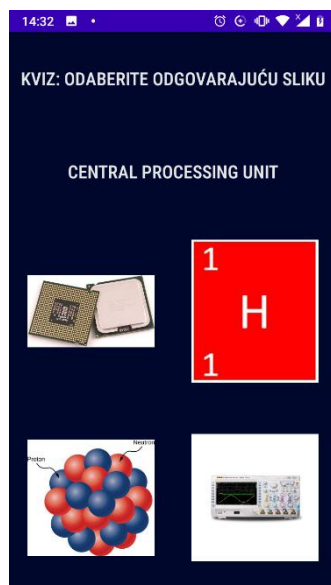 14:32
KVIZ: ODABERITE ODGOVARAJUĆU SLIKU
CENTRAL PROCESSING UNIT
1
H
1
Neutron
Proton